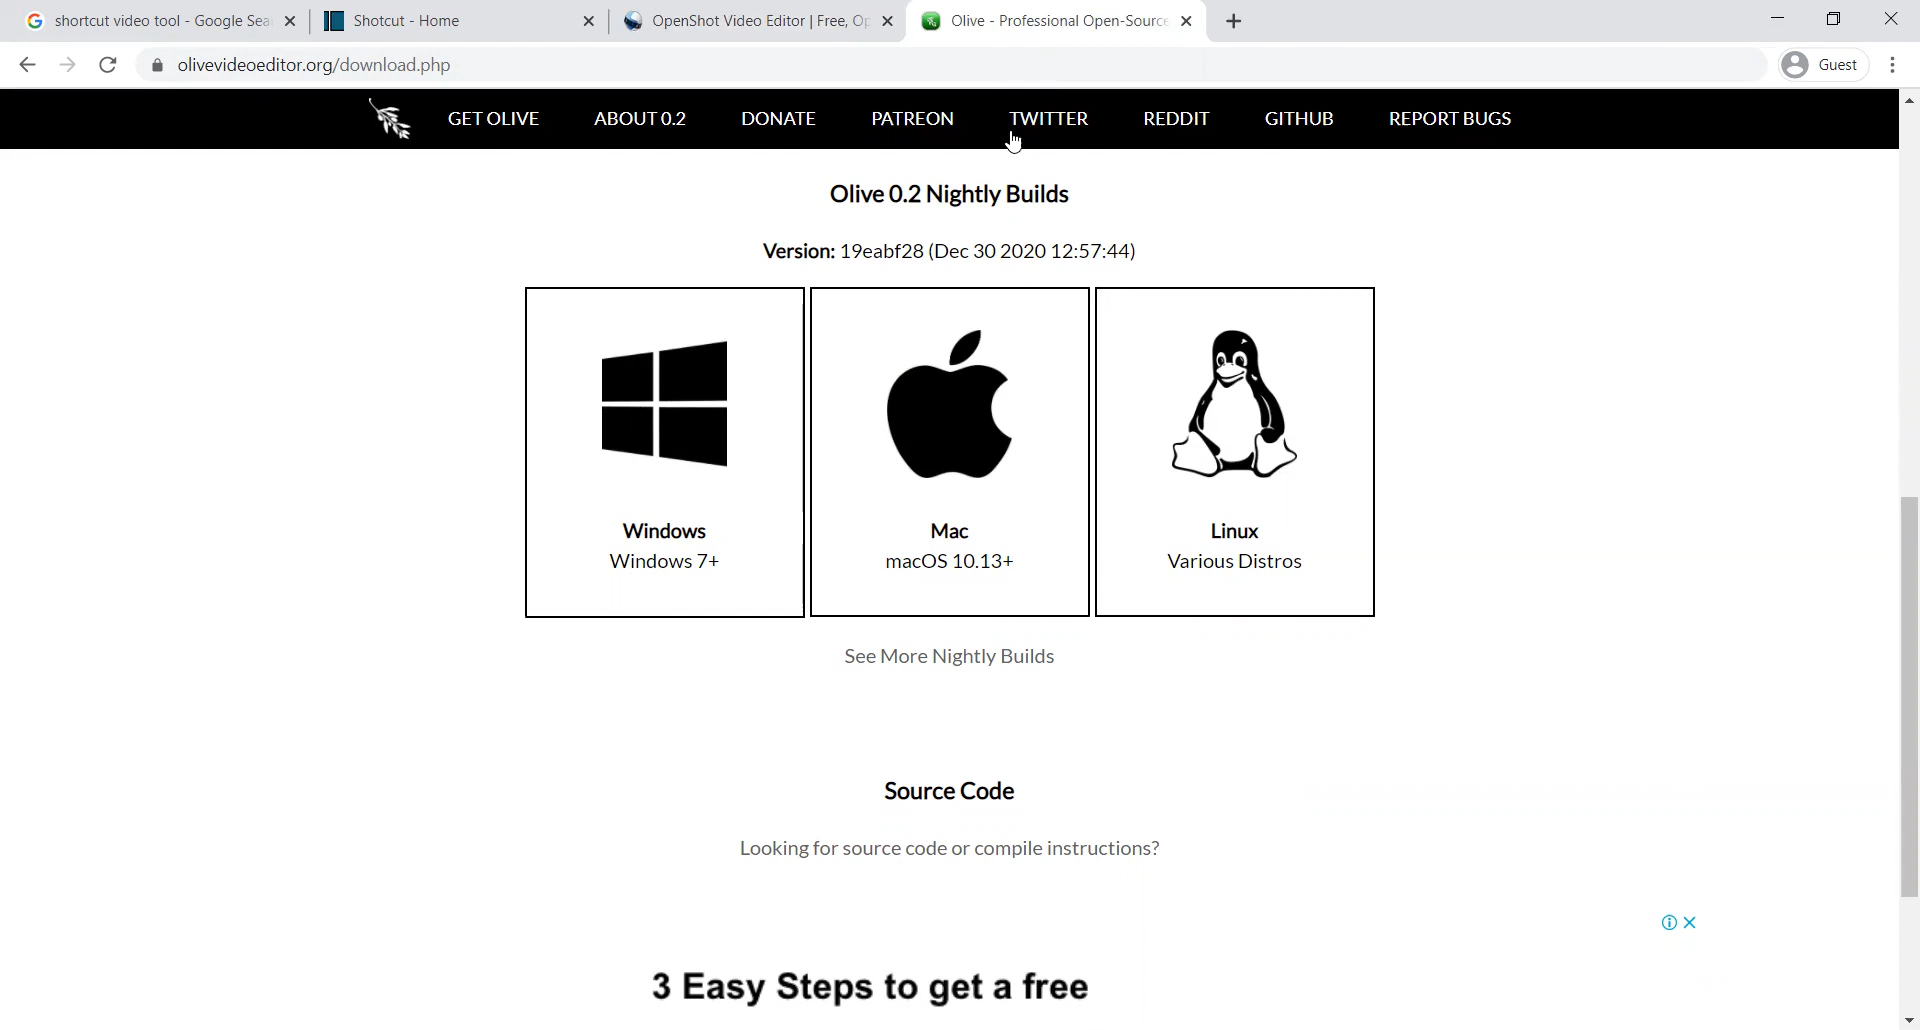 shortcut video tool - Google Sea
Shotcut - Home
OpenShot Video Editor | Free, Op
Olive - Professional Open-Source
olivevideoeditor.org/download.php
Guest
GET OLIVE
ABOUT 0.2
DONATE
PATREON
TWITTER
REDDIT
GITHUB
REPORT BUGS
Olive 0.2 Nightly Builds
Version: 19eabf28 (Dec 30 2020 12:57:44)
Windows
Windows 7+
Mac
macOS 10.13+
Linux
Various Distros
See More Nightly Builds
Source Code
Looking for source code or compile instructions?
3 Easy Steps to get a free